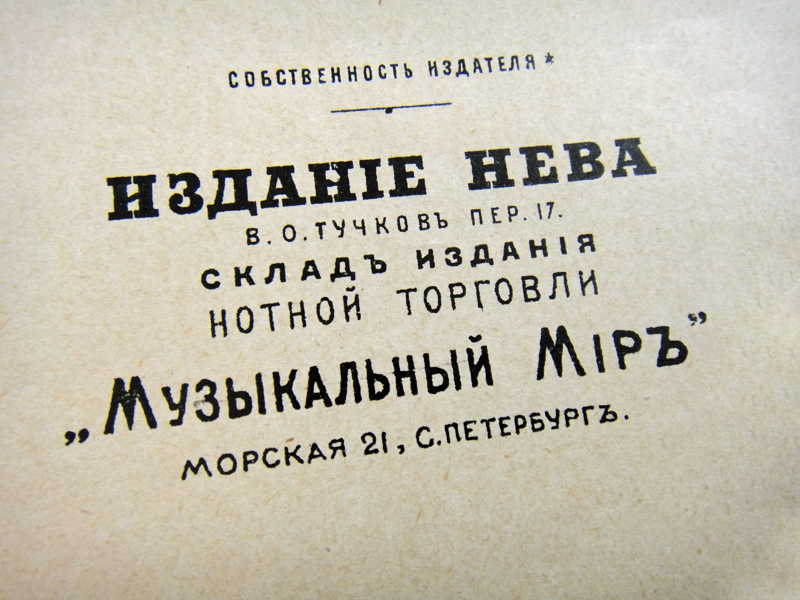 СОБСТВЕННОСТЬ ИЗДАТЕЛЯ*
ИЗДАНІЕ НЕВА
В. О. ТУЧКОВЪ ПЕР. 17.
СКЛАДЪ ИЗДАНІЯ
НОТНОЙ ТОРГОВЛИ
„МУЗЫКАЛЬНЫЙ МІРЪ”
МОРСКАЯ 21, С. ПЕТЕРБУРГЪ.